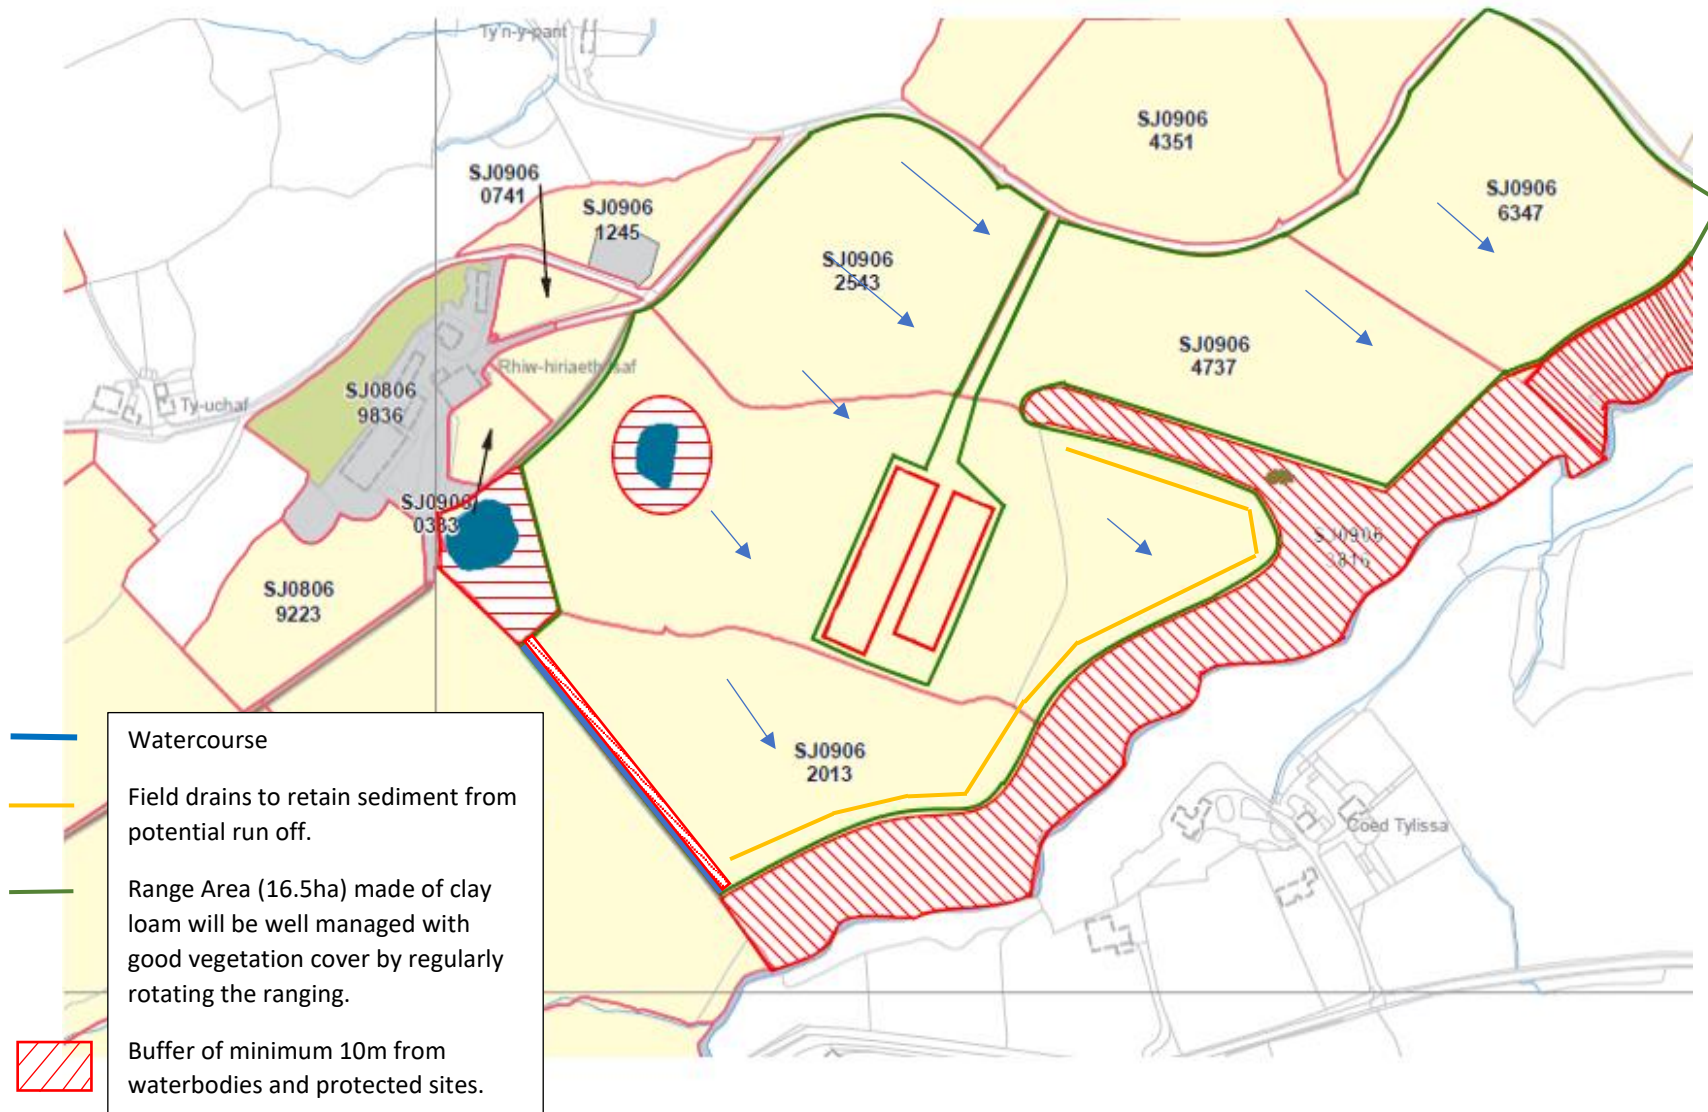 Ty'n-y-pant
SJ0906
4351
SJ0906
0741
SJ0906
1245
SJ0906
6347
SJ0906
2543
SJ0906
4737
Rhiw-hiriaeth Isaf
SJ0806
9836
Ty-uchaf
SJ0906
0383
SJ0906
3816
SJ0806
9223
SJ0906
2013
Coed Tylissa
Watercourse
Field drains to retain sediment from
potential run off.
Range Area (16.5ha) made of clay
loam will be well managed with
good vegetation cover by regularly
rotating the ranging.
Buffer of minimum 10m from
waterbodies and protected sites.